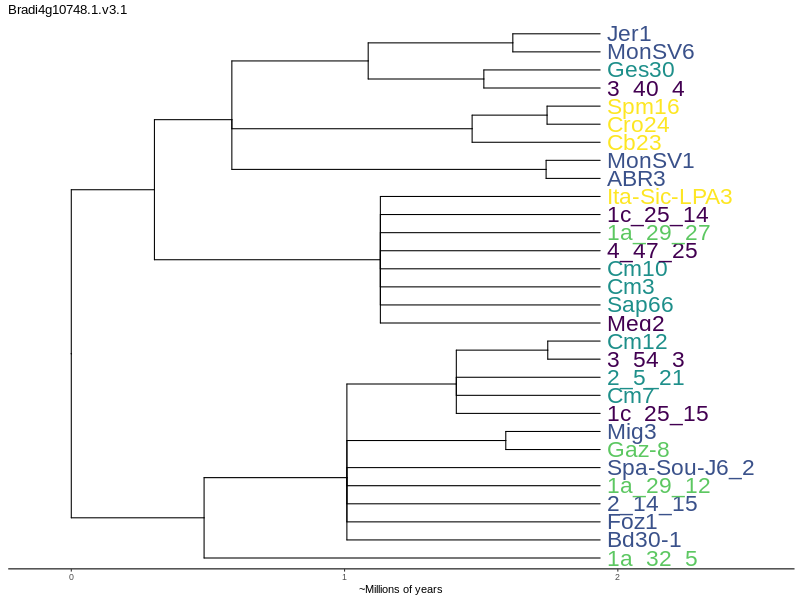 Bradi4g10748.1.v3.1
Jer1
MonSV6
Ges30
3_40_4
Spm16
Cro24
Cb23
MonSV1
ABR3
Ita-Sic-LPA3
1c_25_14
1a_29_27
4_47_25
Cm10
Cm3
Sap66
Meg2
Cm12
3_54_3
2_5_21
Cm7
1c_25_15
Mig3
Gaz-8
Spa-Sou-J6_2
1a_29_12
2_14_15
Foz1
Bd30-1
1a_32_5
0 1 2
~Millions of years